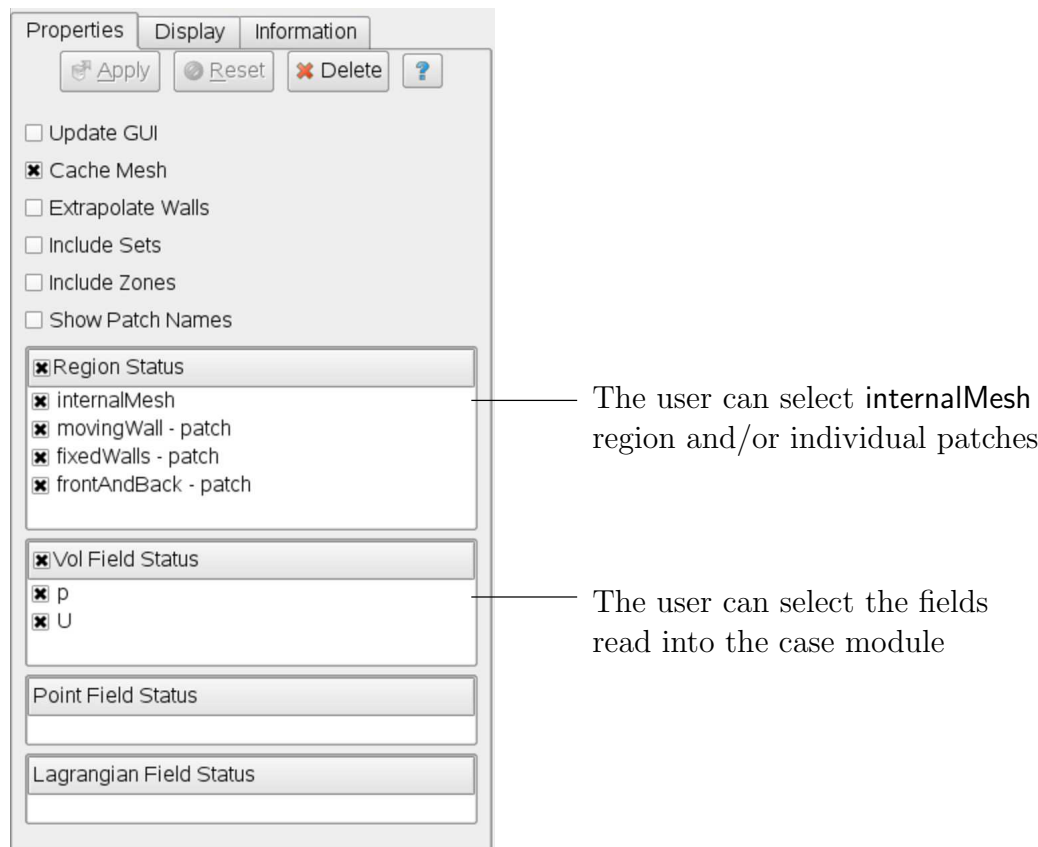 Properties Display Information
Apply Reset Delete ?
Update GUI
Cache Mesh
Extrapolate Walls
Include Sets
Include Zones
Show Patch Names
Region Status
internalMesh
movingWall - patch
fixedWalls - patch
frontAndBack - patch
The user can select internalMesh
region and/or individual patches
Vol Field Status
p
U
The user can select the fields
read into the case module
Point Field Status
Lagrangian Field Status